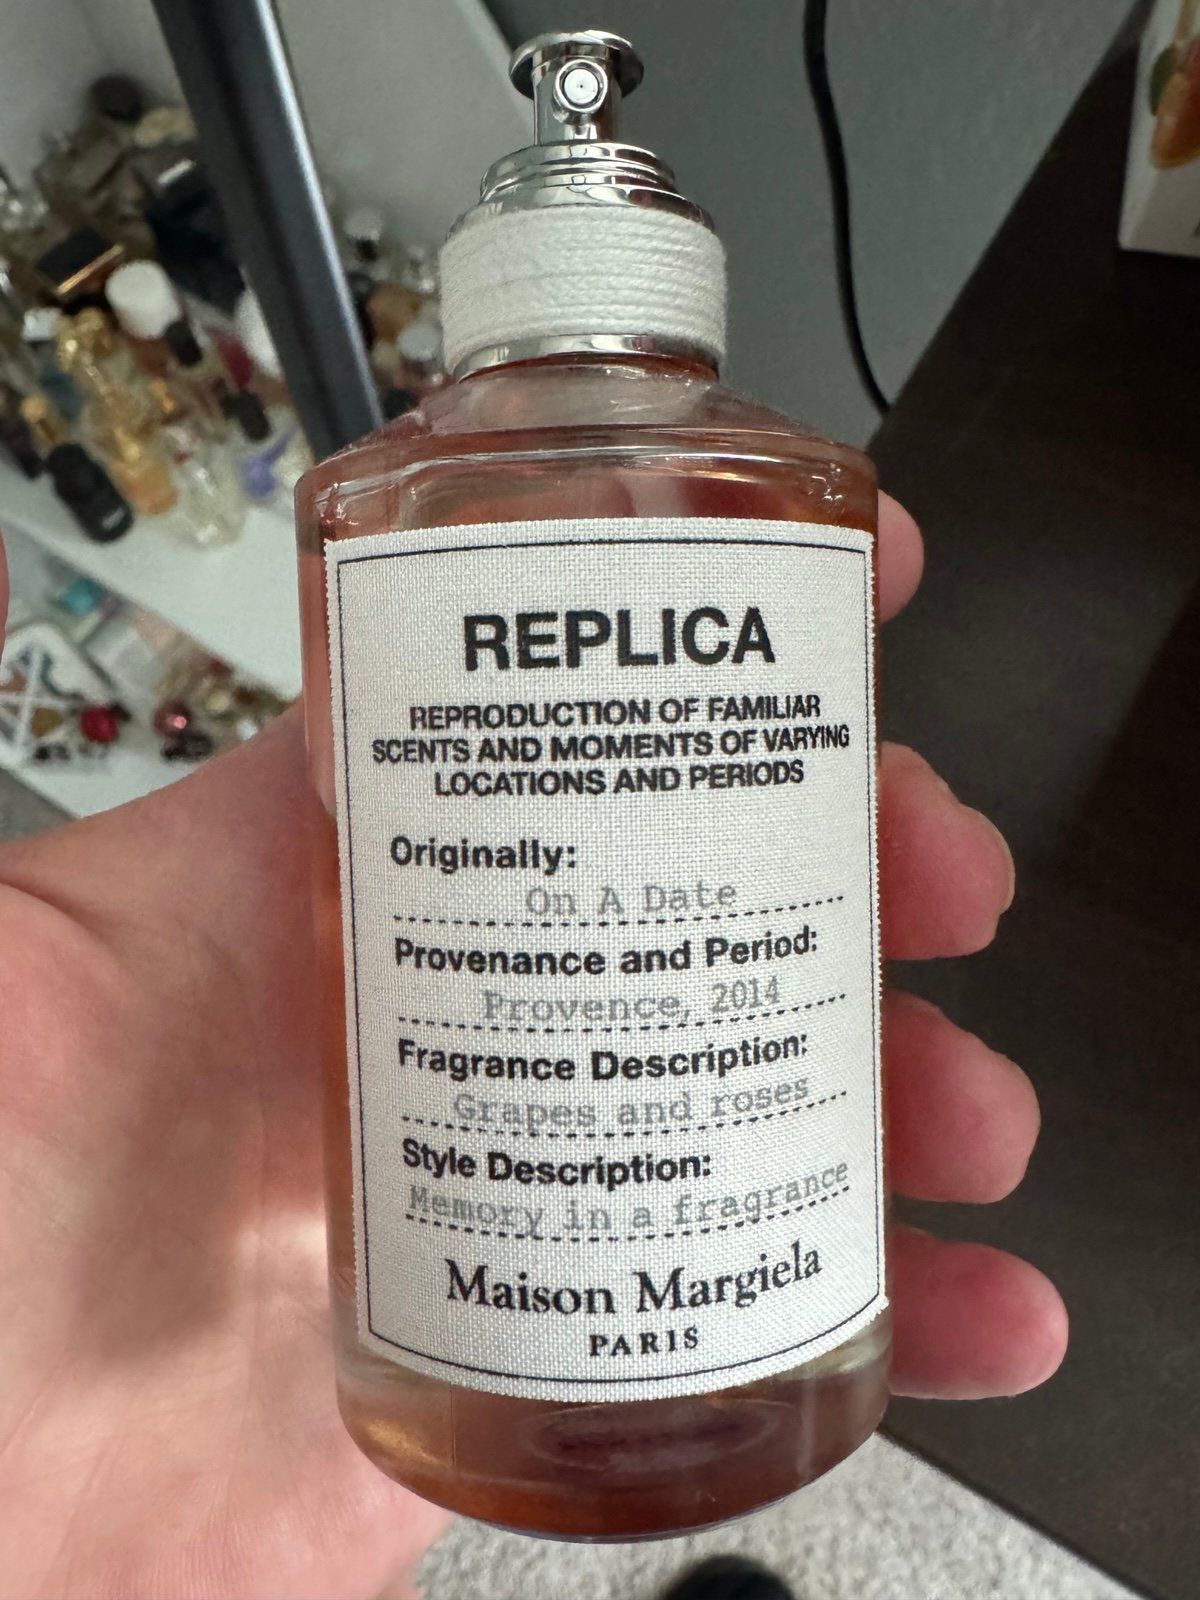 REPLICA
REPRODUCTION OF FAMILIAR
SCENTS AND MOMENTS OF VARYING
LOCATIONS AND PERIODS
Originally:
On A Date
Provenance and Period:
Provence, 2014
Fragrance Description:
Grapes and roses
Style Description:
Memory in a fragrance
Maison Margiela
PARIS